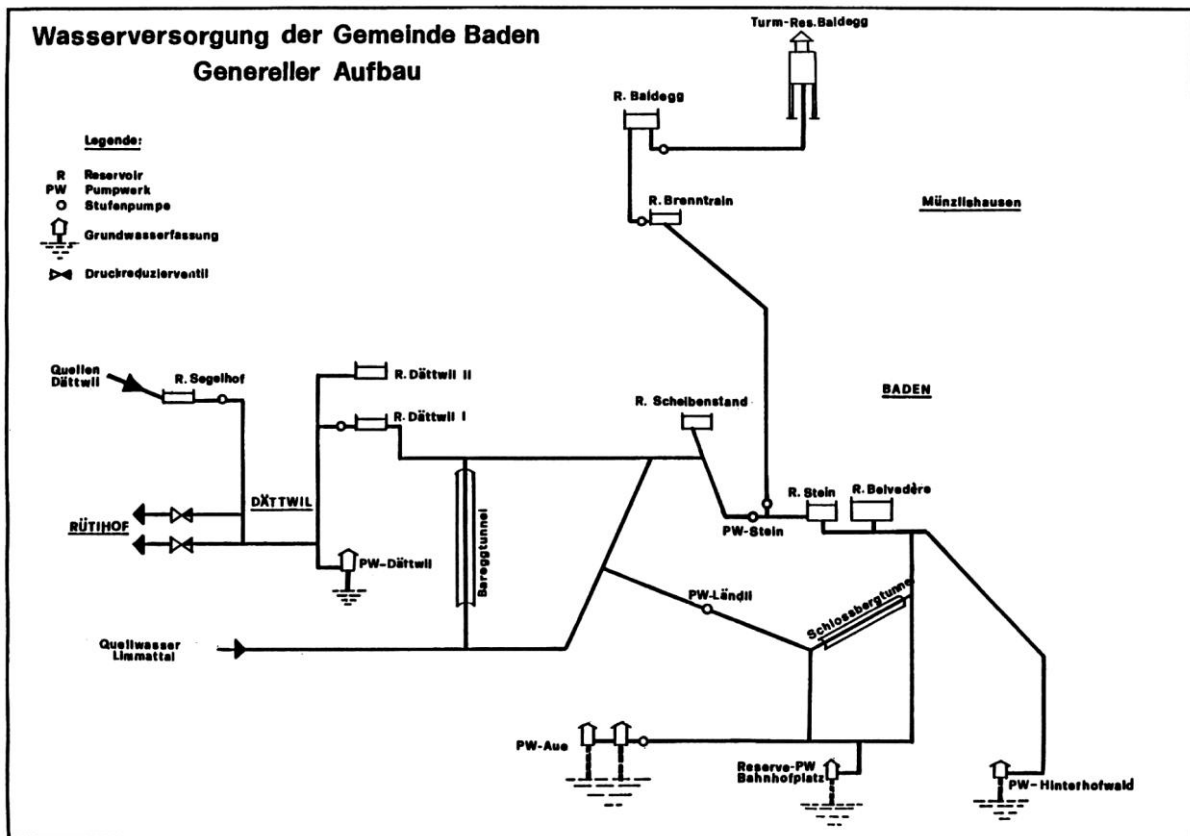 Wasserversorgung der Gemeinde Baden
Genereller Aufbau
Legende:
R Reservoir
PW Pumpwerk
Stufenpumpe
Grundwasserfassung
Druckreduzierventil
Turm-Res.Baldegg
R. Baldegg
R. Brenntrain
Münzlishausen
Quellen
Dättwil
R. Segelhof
R. Dättwil II
R. Dättwil I
R. Scheibenstand
BADEN
DÄTTWIL
RÜTIHOF
PW-Dättwil
Bareggtunnel
R. Stein
R. Belvedère
PW-Stein
PW-Ländli
Schlossbergtunnel
Quellwasser
Limmattal
PW-Aue
Reserve-PW
Bahnhofplatz
PW-Hinterhofwald